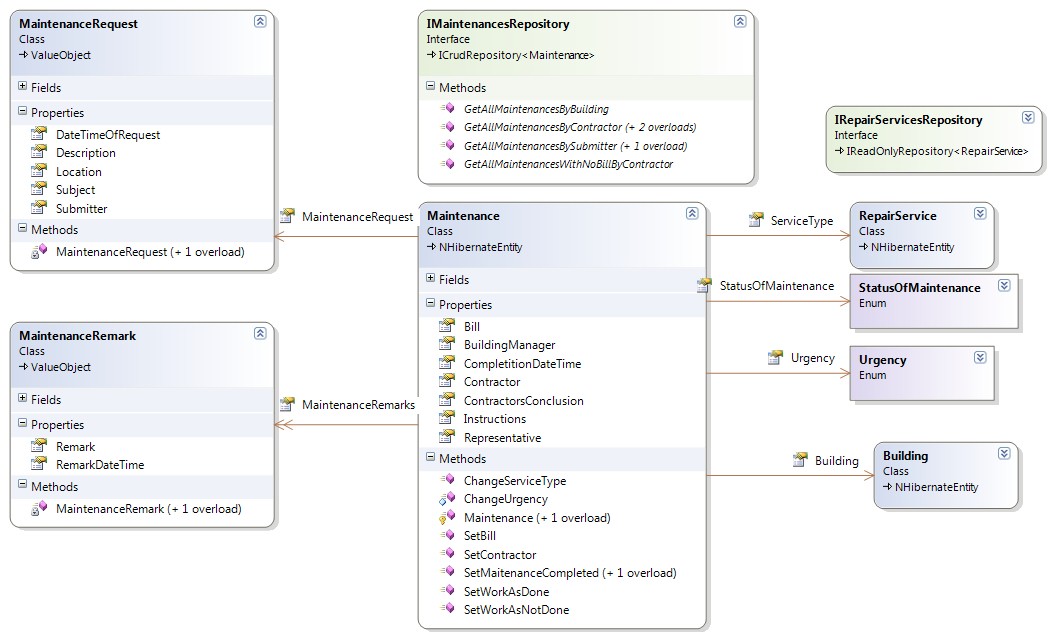 MaintenanceRequest
Class
ValueObject
Fields
Properties
DateTimeOfRequest
Description
Location
Subject
Submitter
Methods
MaintenanceRequest (+ 1 overload)
IMaintenancesRepository
Interface
ICrudRepository<Maintenance>
Methods
GetAllMaintenancesByBuilding
GetAllMaintenancesByContractor (+ 2 overloads)
GetAllMaintenancesBySubmitter (+ 1 overload)
GetAllMaintenancesWithNoBillByContractor
IRepairServicesRepository
Interface
IReadOnlyRepository<RepairService>
MaintenanceRequest
Maintenance
Class
NHibernateEntity
Fields
Properties
Bill
BuildingManager
CompletitionDateTime
Contractor
ContractorsConclusion
Instructions
Representative
Methods
ChangeServiceType
ChangeUrgency
Maintenance (+ 1 overload)
SetBill
SetContractor
SetMaitenanceCompleted (+ 1 overload)
SetWorkAsDone
SetWorkAsNotDone
ServiceType
RepairService
Class
NHibernateEntity
StatusOfMaintenance
StatusOfMaintenance
Enum
Urgency
Urgency
Enum
Building
Building
Class
NHibernateEntity
MaintenanceRemark
Class
ValueObject
Fields
Properties
Remark
RemarkDateTime
Methods
MaintenanceRemark (+ 1 overload)
MaintenanceRemarks